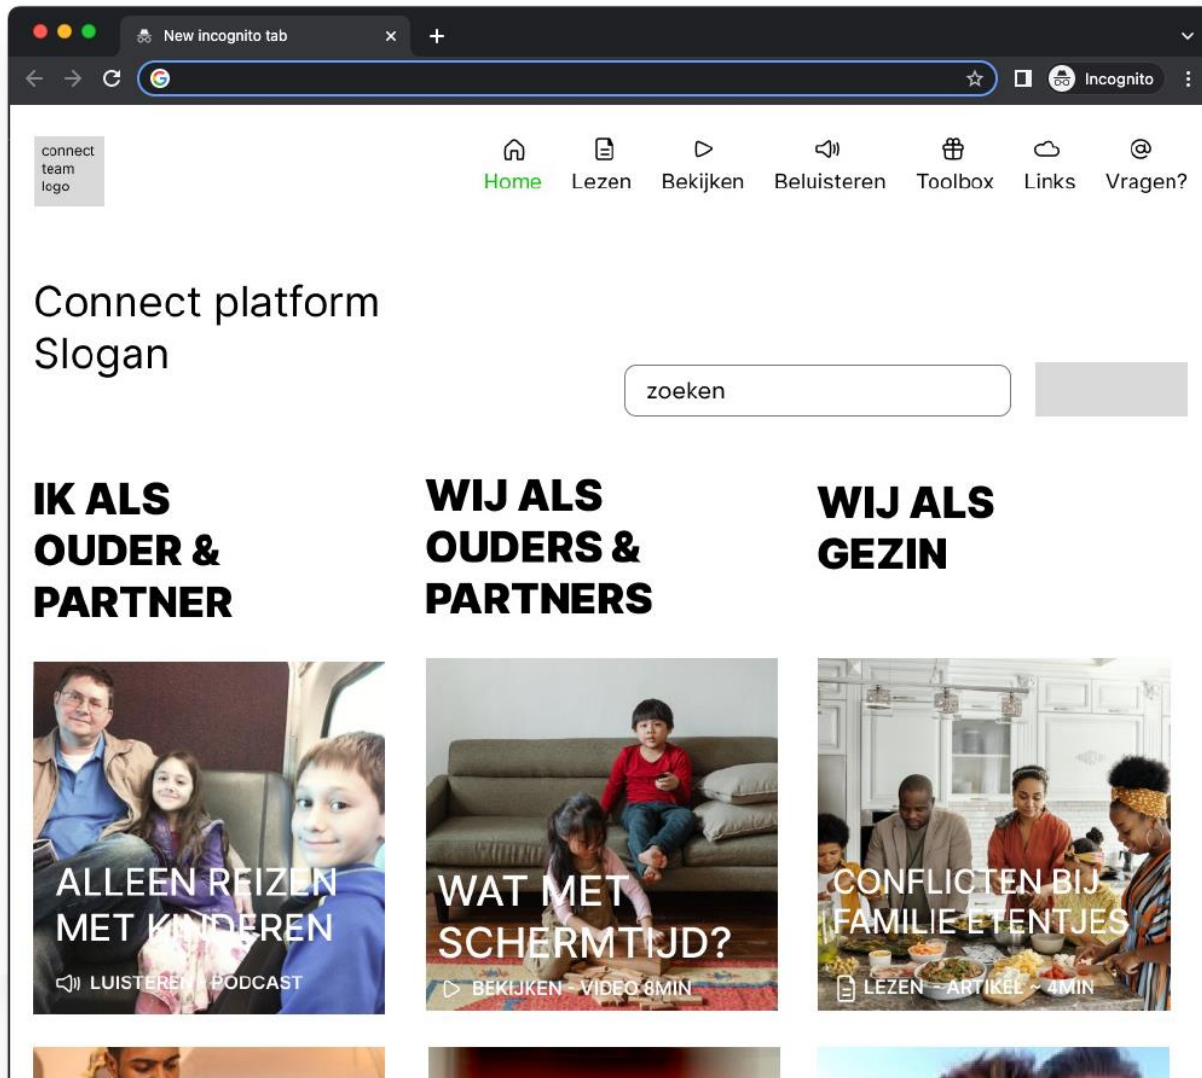 New incognito tab
Incognito
connect
team
logo
Home Lezen Bekijken Beluisteren Toolbox Links Vragen?
Connect platform
Slogan
zoeken
IK ALS
OUDER &
PARTNER
WIJ ALS
OUDERS &
PARTNERS
WIJ ALS
GEZIN
ALLEEN REIZEN
MET KINDEREN
LUISTEREN - PODCAST
WAT MET
SCHERMTIJD?
BEKIJKEN - VIDEO 8MIN
CONFLICTEN BIJ
FAMILIE ETENTJES
LEZEN - ARTIKEL ~ 4MIN